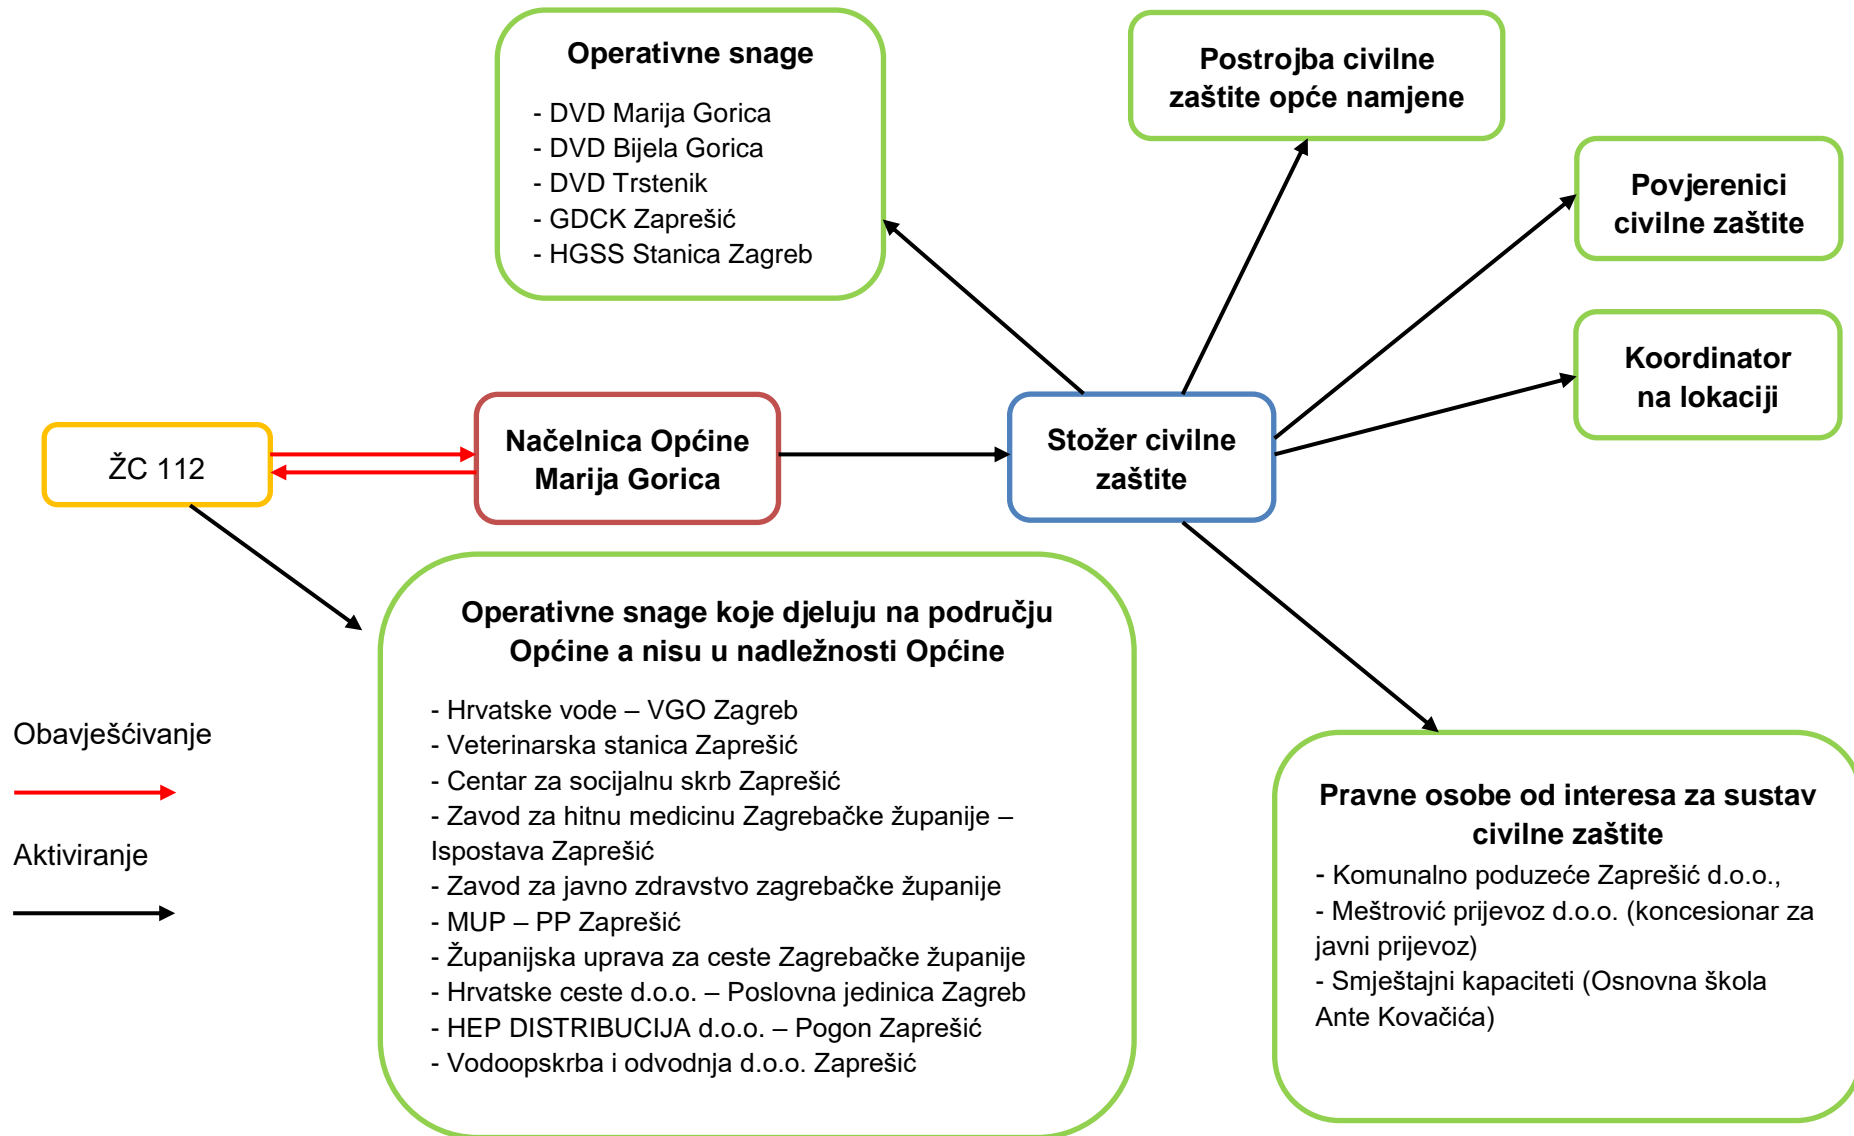 Operativne snage
- DVD Marija Gorica
- DVD Bijela Gorica
- DVD Trstenik
- GDCK Zaprešić
- HGSS Stanica Zagreb
Postrojba civilne
zaštite opće namjene
Povjerenici
civilne zaštite
Koordinator
na lokaciji
ŽC 112
Načelnica Općine
Marija Gorica
Stožer civilne
zaštite
Operativne snage koje djeluju na području
Općine a nisu u nadležnosti Općine
- Hrvatske vode – VGO Zagreb
- Veterinarska stanica Zaprešić
- Centar za socijalnu skrb Zaprešić
- Zavod za hitnu medicinu Zagrebačke županije –
Ispostava Zaprešić
- Zavod za javno zdravstvo zagrebačke županije
- MUP – PP Zaprešić
- Županijska uprava za ceste Zagrebačke županije
- Hrvatske ceste d.o.o. – Poslovna jedinica Zagreb
- HEP DISTRIBUCIJA d.o.o. – Pogon Zaprešić
- Vodoopskrba i odvodnja d.o.o. Zaprešić
Obavješćivanje
Aktiviranje
Pravne osobe od interesa za sustav
civilne zaštite
- Komunalno poduzeće Zaprešić d.o.o.,
- Meštrović prijevoz d.o.o. (koncesionar za
javni prijevoz)
- Smještajni kapaciteti (Osnovna škola
Ante Kovačića)